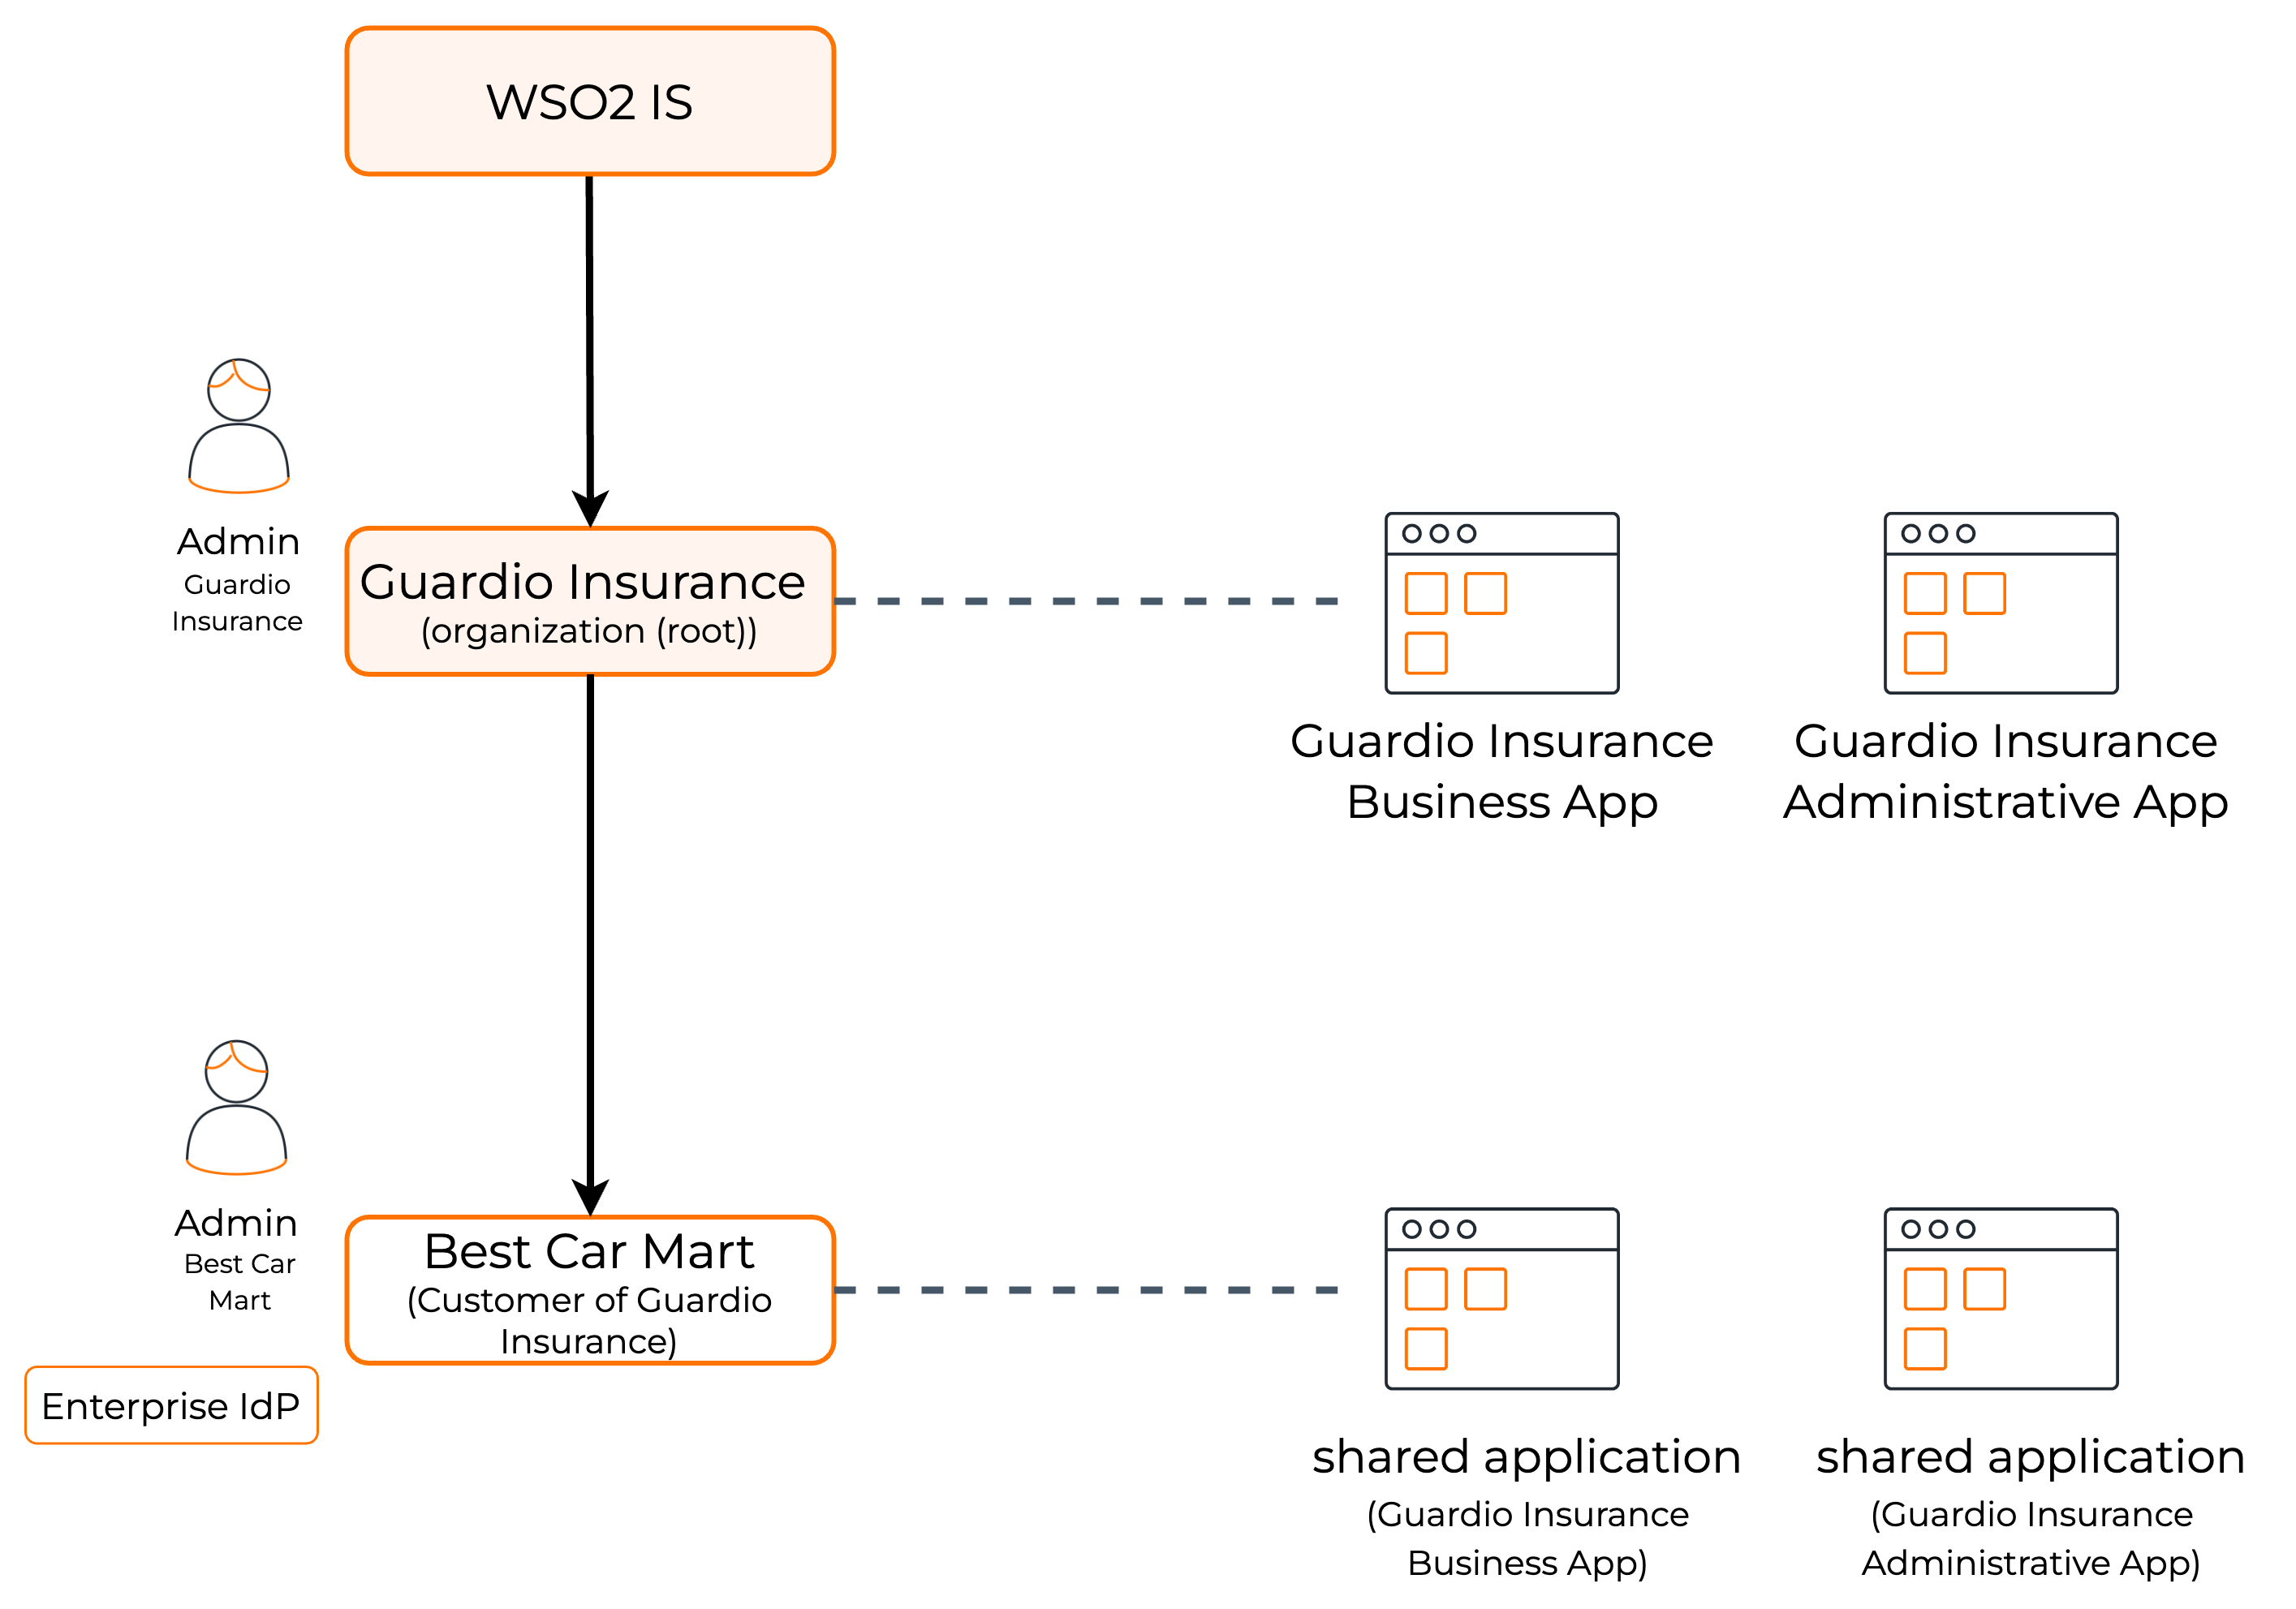 WSO2 IS
Admin
Guardio
Insurance
Guardio Insurance
(organization (root))
Guardio Insurance
Business App
Guardio Insurance
Administrative App
Admin
Best Car
Mart
Enterprise IdP
Best Car Mart
(Customer of Guardio
Insurance)
shared application
(Guardio Insurance
Business App)
shared application
(Guardio Insurance
Administrative App)